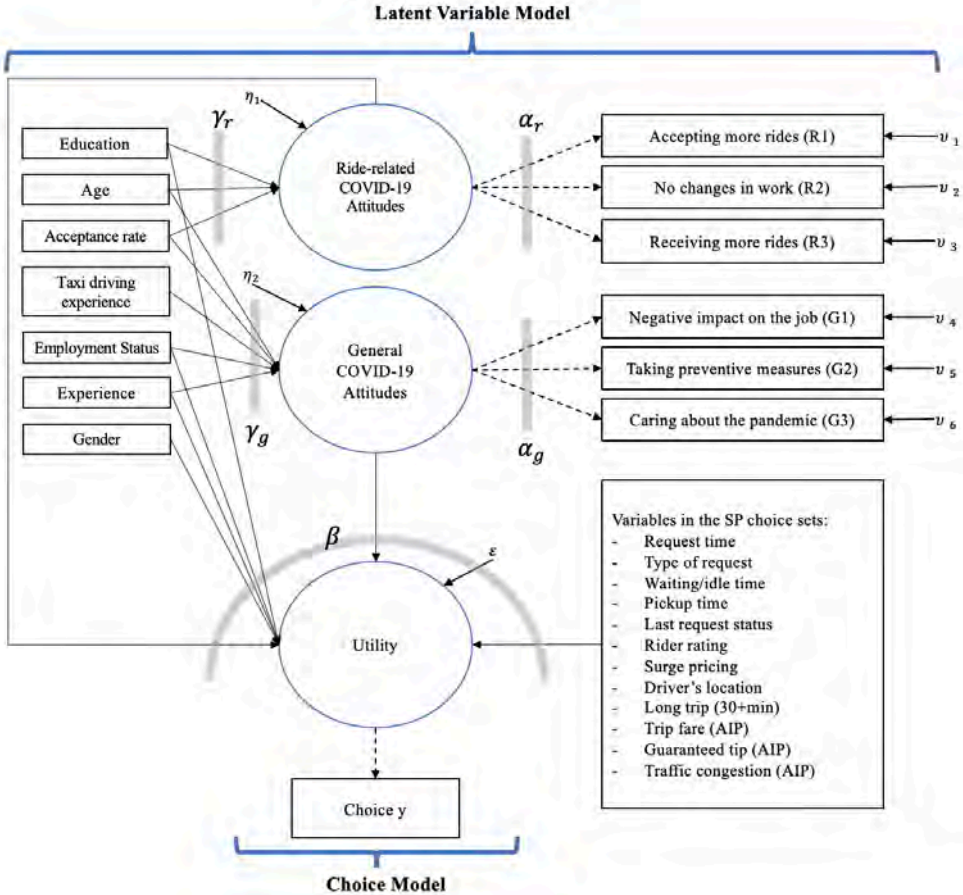 Latent Variable Model
η1
γr
αr
Education
Age
Acceptance rate
Taxi driving
experience
Employment Status
Experience
Gender
Ride-related
COVID-19
Attitudes
Accepting more rides (R1)
υ 1
No changes in work (R2)
υ 2
Receiving more rides (R3)
υ 3
η2
γg
General
COVID-19
Attitudes
αg
Negative impact on the job (G1)
υ 4
Taking preventive measures (G2)
υ 5
Caring about the pandemic (G3)
υ 6
β
ε
Utility
Variables in the SP choice sets:
- Request time
- Type of request
- Waiting/idle time
- Pickup time
- Last request status
- Rider rating
- Surge pricing
- Driver's location
- Long trip (30+min)
- Trip fare (AIP)
- Guaranteed tip (AIP)
- Traffic congestion (AIP)
Choice y
Choice Model